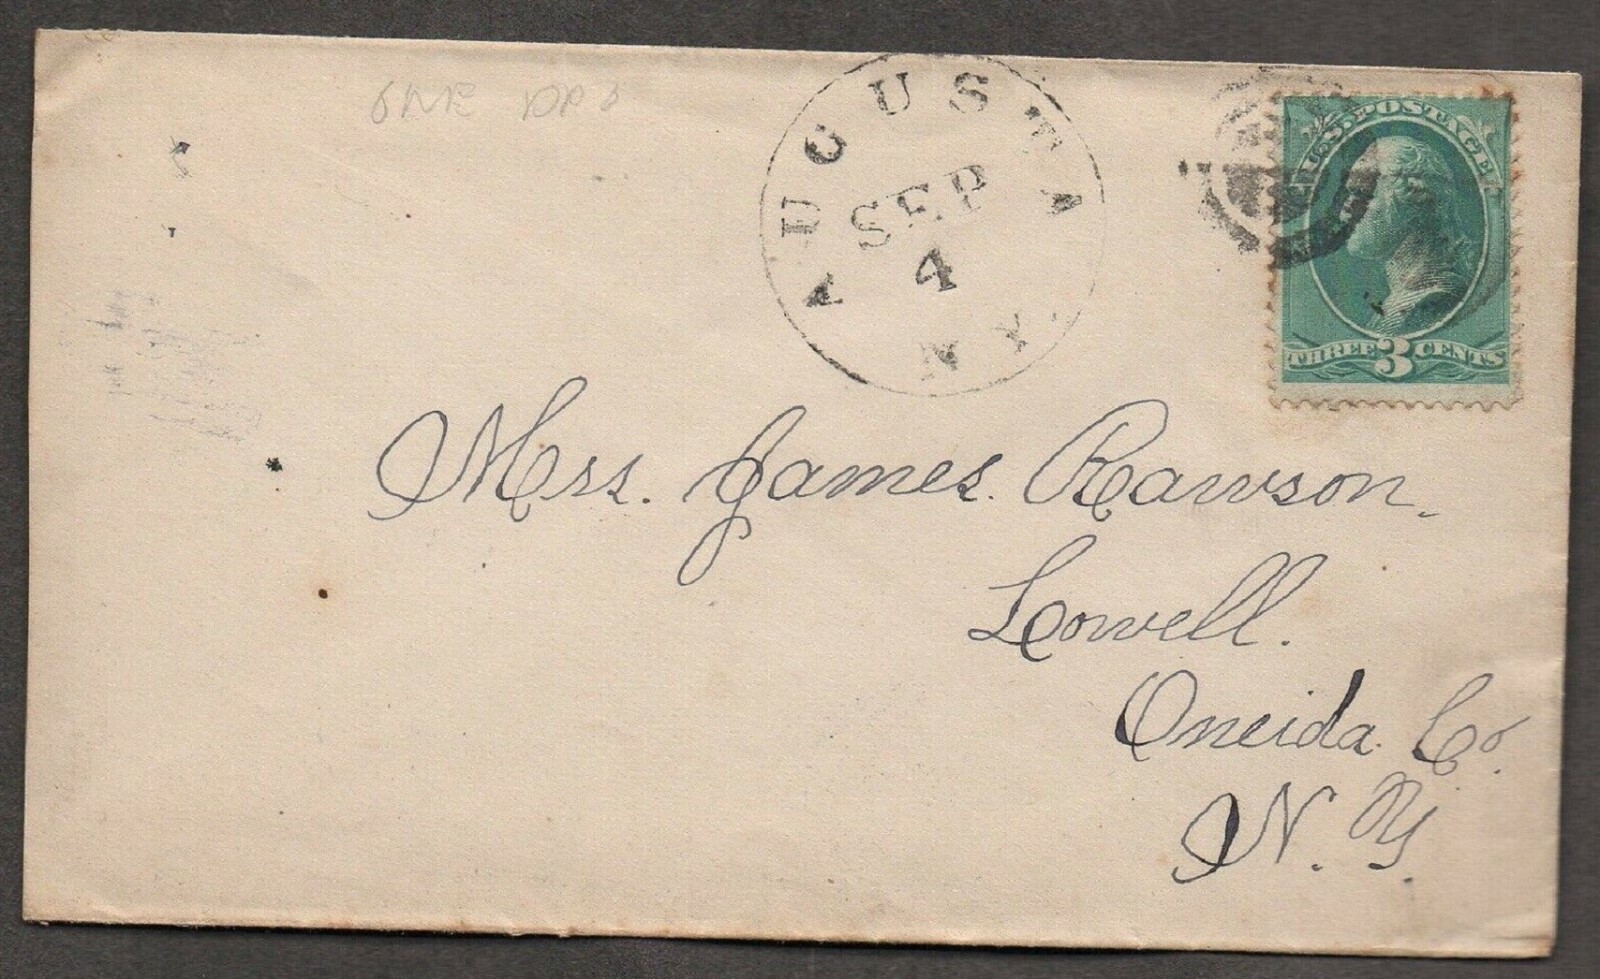 AUGUSTA
SEP
4
N.Y.
U.S. POSTAGE
THREE 3 CENTS
Mrs. James. Rawson.
Lowell.
Oneida. Co.
N. Y.